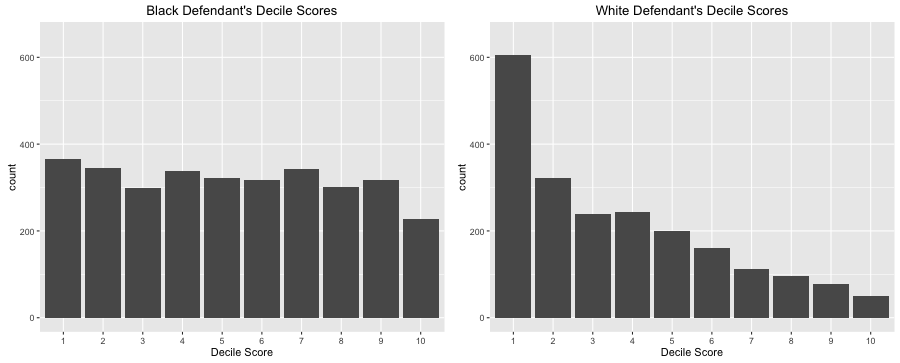 Black Defendant's Decile Scores
600
400
200
0
count
1 2 3 4 5 6 7 8 9 10
Decile Score
White Defendant's Decile Scores
600
400
200
0
count
1 2 3 4 5 6 7 8 9 10
Decile Score